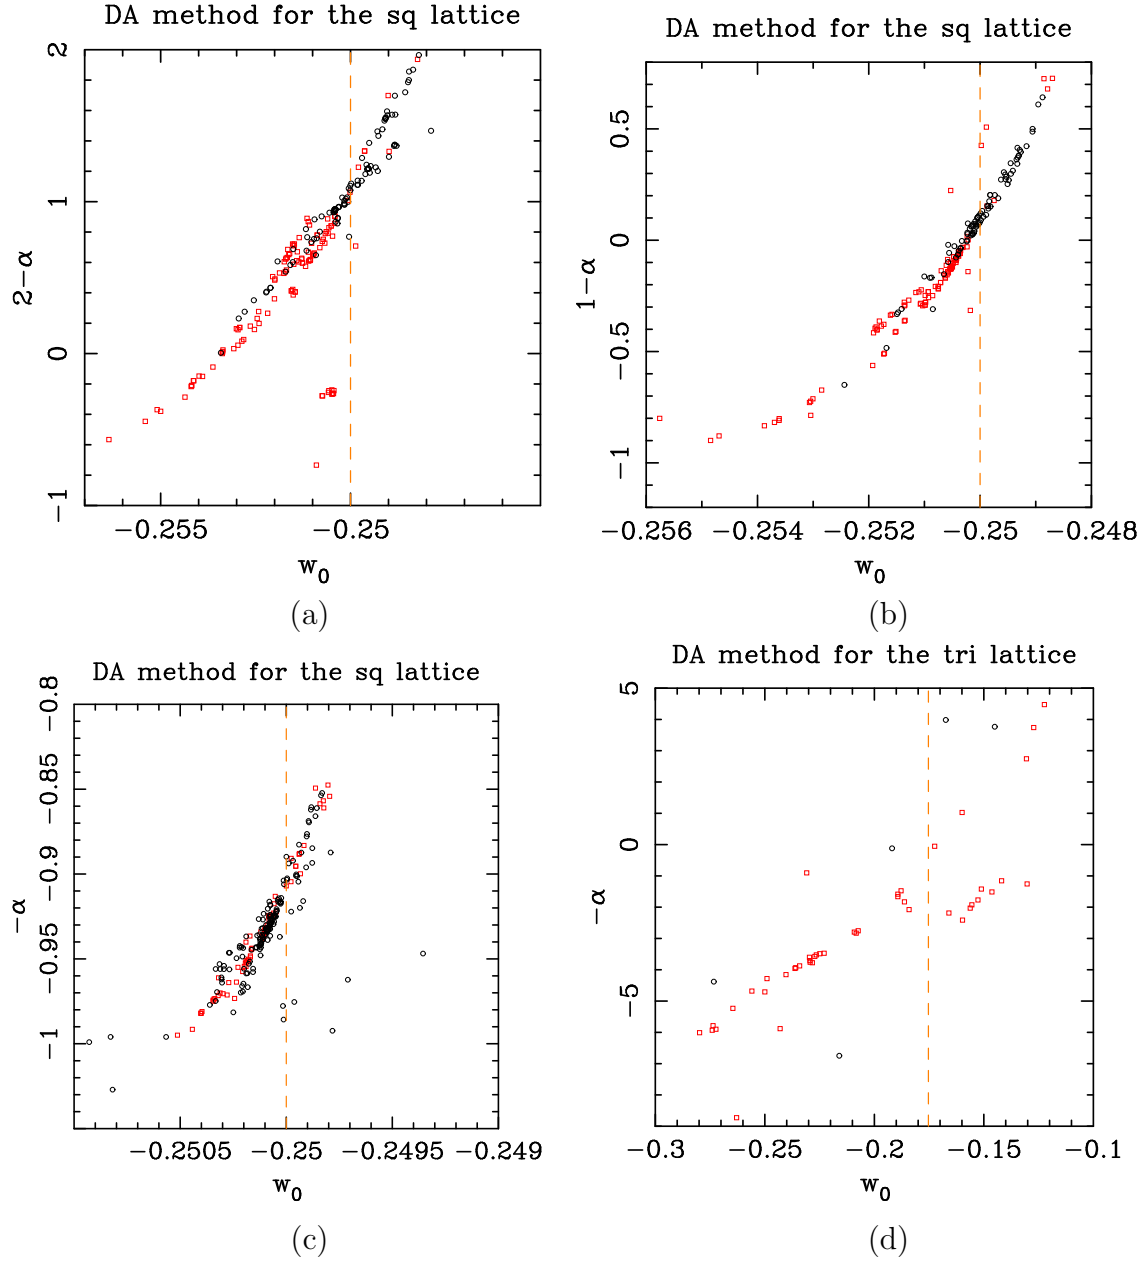 DA method for the sq lattice
2−α
2
1
0
−1
−0.255
−0.25
w0
(a)
DA method for the sq lattice
1−α
0.5
0
−0.5
−1
−0.256
−0.254
−0.252
−0.25
−0.248
w0
(b)
DA method for the sq lattice
−α
−0.8
−0.85
−0.9
−0.95
−1
−0.2505
−0.25
−0.2495
−0.249
w0
(c)
DA method for the tri lattice
−α
5
0
−5
−0.3
−0.25
−0.2
−0.15
−0.1
w0
(d)